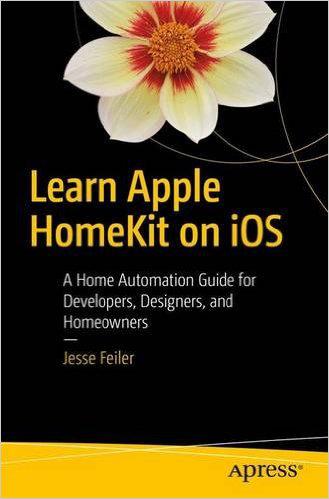 Learn Apple
HomeKit on iOS
A Home Automation Guide for
Developers, Designers, and
Homeowners
—
Jesse Feiler
Apress®